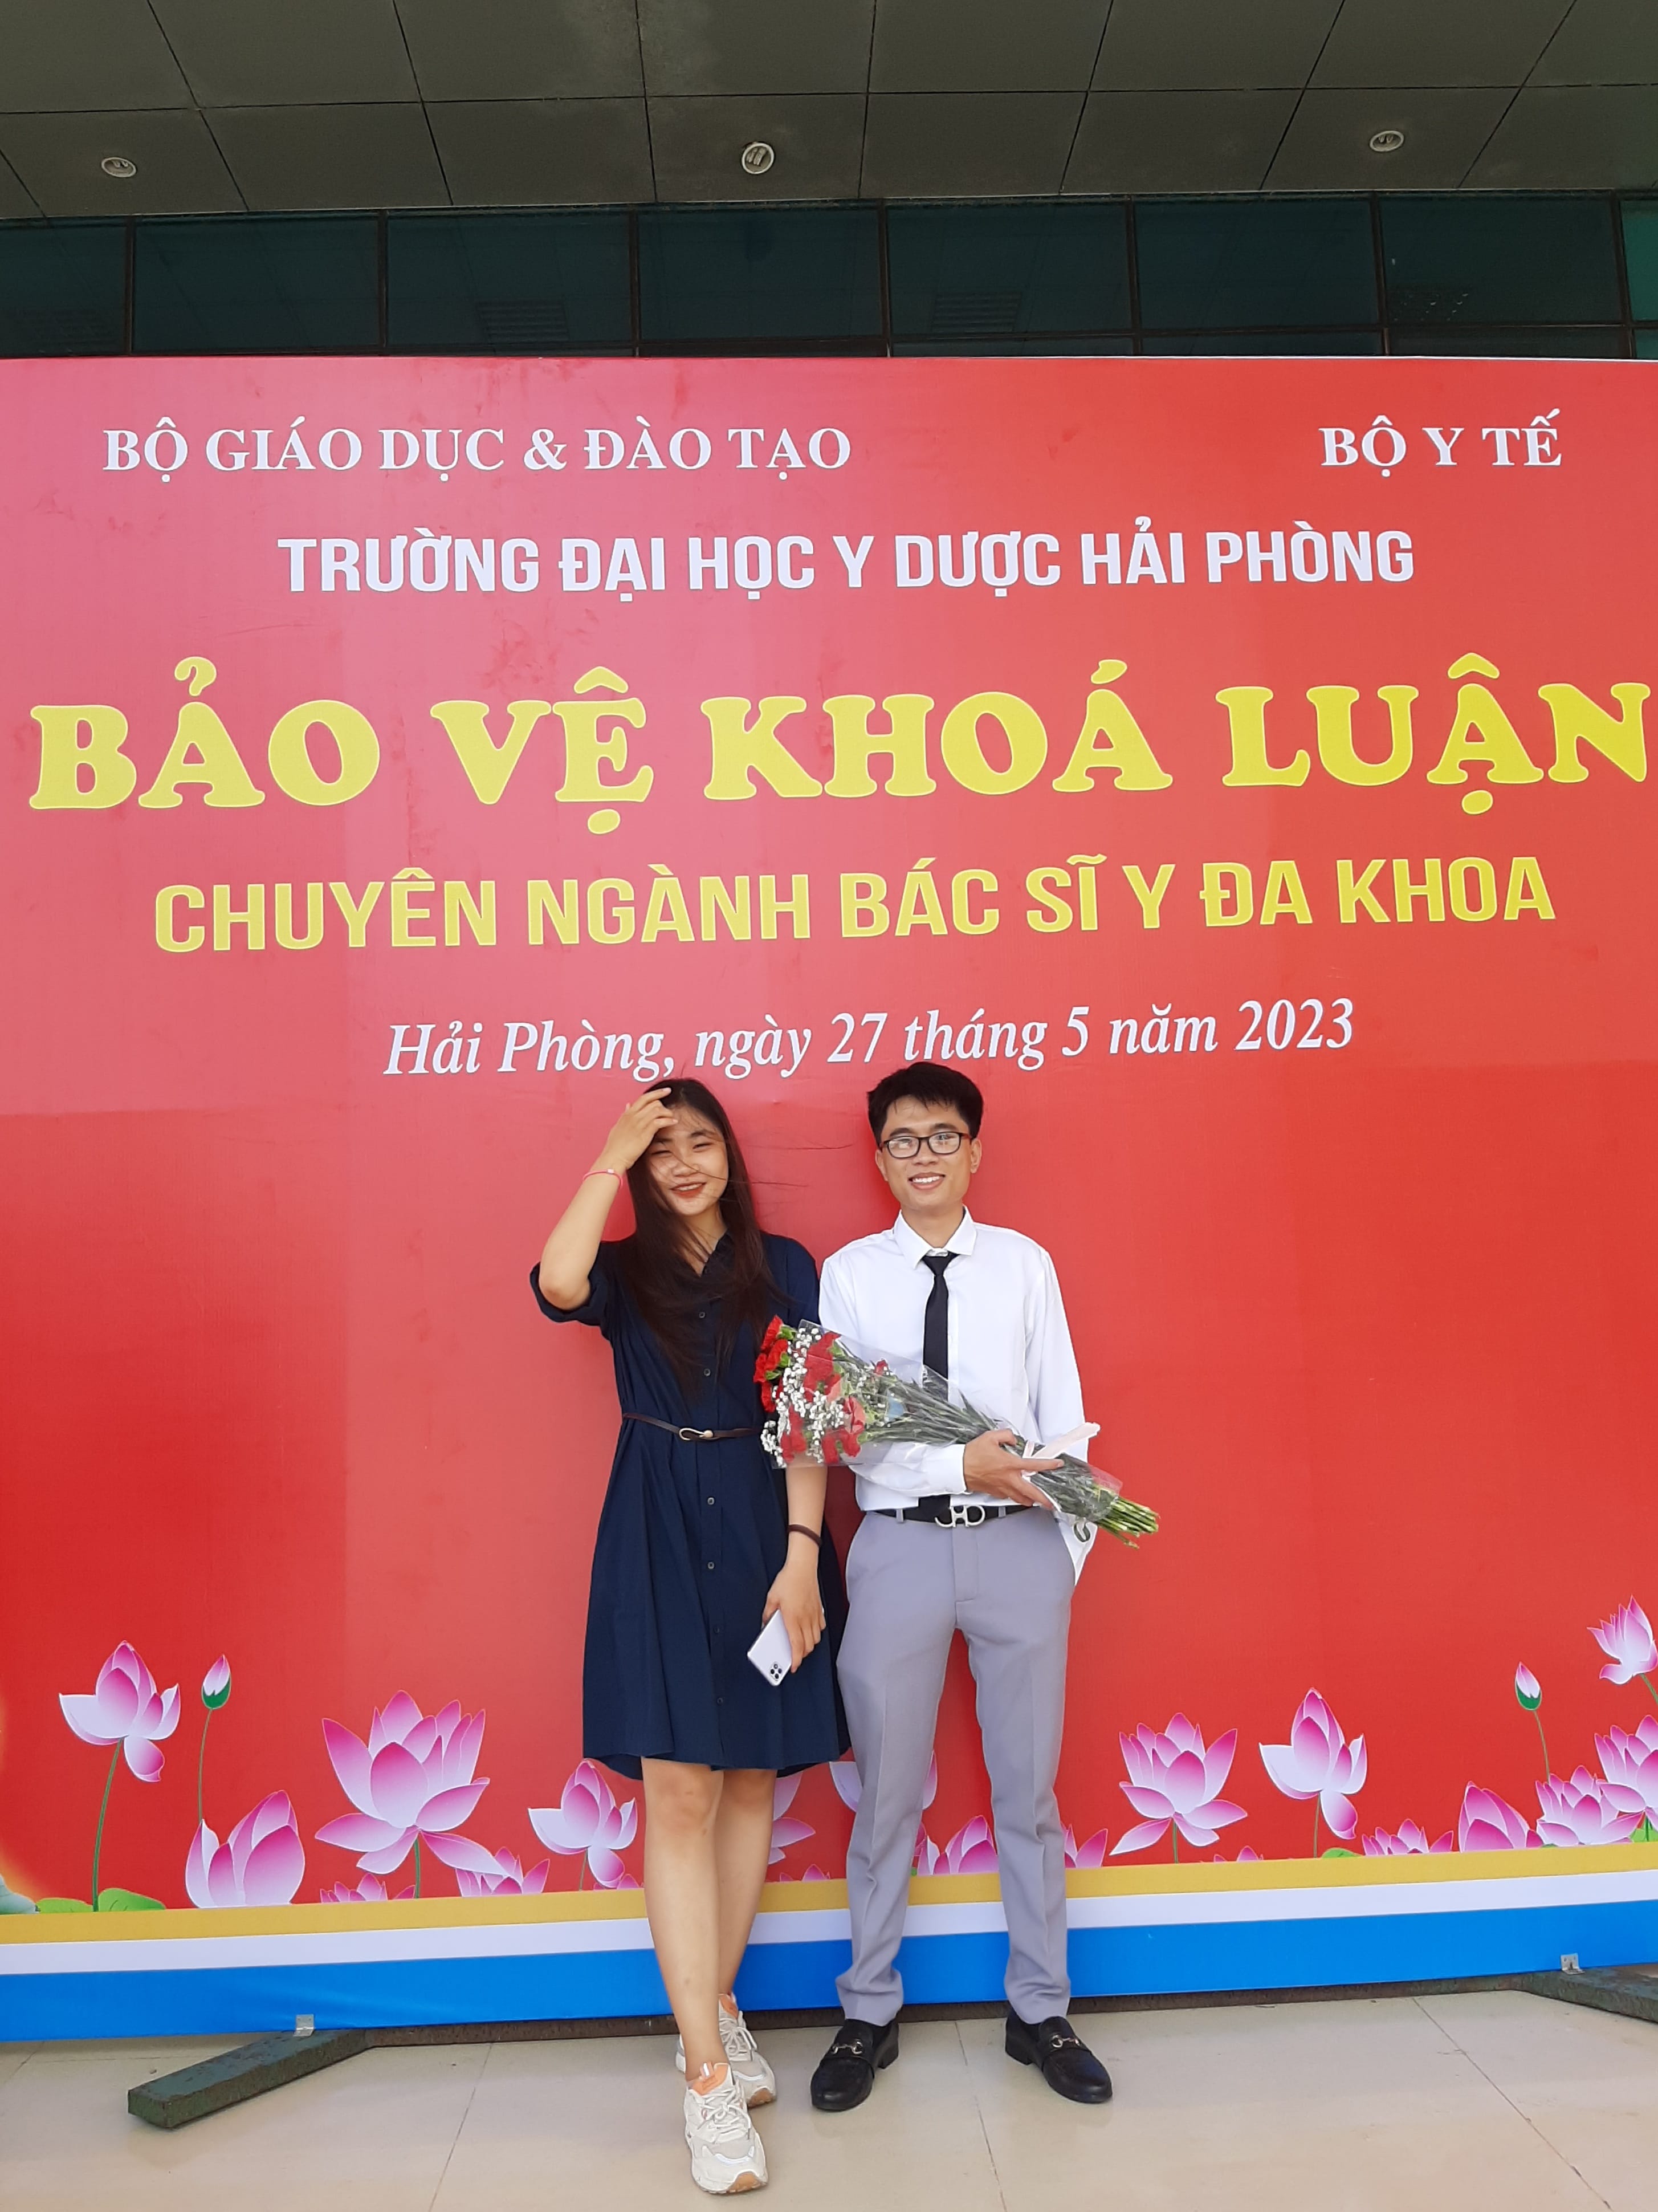 BỘ GIÁO DỤC & ĐÀO TẠO
BỘ Y TẾ
TRƯỜNG ĐẠI HỌC Y DƯỢC HẢI PHÒNG
BẢO VỆ KHOÁ LUẬN
CHUYÊN NGÀNH BÁC SĨ Y ĐA KHOA
Hải Phòng, ngày 27 tháng 5 năm 2023